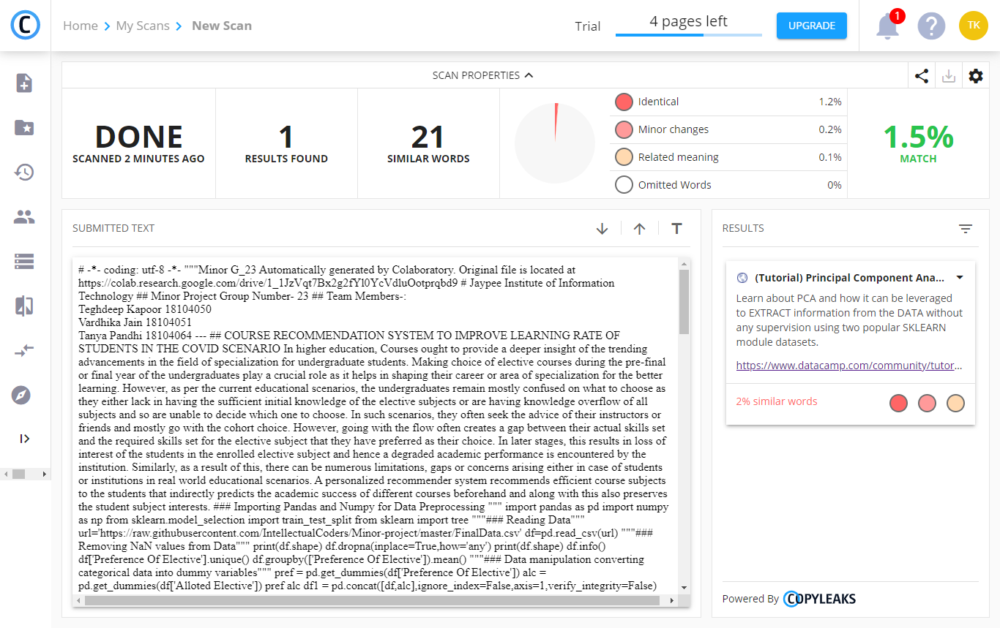 C
Home > My Scans > New Scan
Trial
4 pages left
UPGRADE
1
?
TK
SCAN PROPERTIES
DONE
SCANNED 2 MINUTES AGO
1
RESULTS FOUND
21
SIMILAR WORDS
Identical 1.2%
Minor changes 0.2%
Related meaning 0.1%
Omitted Words 0%
1.5%
MATCH
SUBMITTED TEXT
T
# -*- coding: utf-8 -*- """Minor G_23 Automatically generated by Colaboratory. Original file is located at
https://colab.research.google.com/drive/1_1JzVqt7Bx2g2fYl0YcVdluOotprqbd9 # Jaypee Institute of Information
Technology ## Minor Project Group Number- 23 ## Team Members-:
Teghdeep Kapoor 18104050
Vardhika Jain 18104051
Tanya Pandhi 18104064 --- ## COURSE RECOMMENDATION SYSTEM TO IMPROVE LEARNING RATE OF
STUDENTS IN THE COVID SCENARIO In higher education, Courses ought to provide a deeper insight of the trending
advancements in the field of specialization for undergraduate students. Making choice of elective courses during the pre-final
or final year of the undergraduates play a crucial role as it helps in shaping their career or area of specialization for the better
learning. However, as per the current educational scenarios, the undergraduates remain mostly confused on what to choose as
they either lack in having the sufficient initial knowledge of the elective subjects or are having knowledge overflow of all
subjects and so are unable to decide which one to choose. In such scenarios, they often seek the advice of their instructors or
friends and mostly go with the cohort choice. However, going with the flow often creates a gap between their actual skills set
and the required skills set for the elective subject that they have preferred as their choice. In later stages, this results in loss of
interest of the students in the enrolled elective subject and hence a degraded academic performance is encountered by the
institution. Similarly, as a result of this, there can be numerous limitations, gaps or concerns arising either in case of students
or institutions in real world educational scenarios. A personalized recommender system recommends efficient course subjects
to the students that indirectly predicts the academic success of different courses beforehand and along with this also preserves
the student subject interests. ### Importing Pandas and Numpy for Data Preprocessing """ import pandas as pd import numpy
as np from sklearn.model_selection import train_test_split from sklearn import tree """### Reading Data"""
url='https://raw.githubusercontent.com/IntellectualCoders/Minor-project/master/FinalData.csv' df=pd.read_csv(url) """###
Removing NaN values from Data""" print(df.shape) df.dropna(inplace=True,how='any') print(df.shape) df.info()
df['Preference Of Elective'].unique() df.groupby(['Preference Of Elective']).mean() """### Data manipulation converting
categorical data into dummy variables""" pref = pd.get_dummies(df['Preference Of Elective']) alc =
pd.get_dummies(df['Alloted Elective']) pref alc df1 = pd.concat([df,alc],ignore_index=False,axis=1,verify_integrity=False)
RESULTS
(Tutorial) Principal Component Ana...
Learn about PCA and how it can be leveraged
to EXTRACT information from the DATA without
any supervision using two popular SKLEARN
module datasets.
https://www.datacamp.com/community/tutor...
2% similar words
Powered By COPYLEAKS